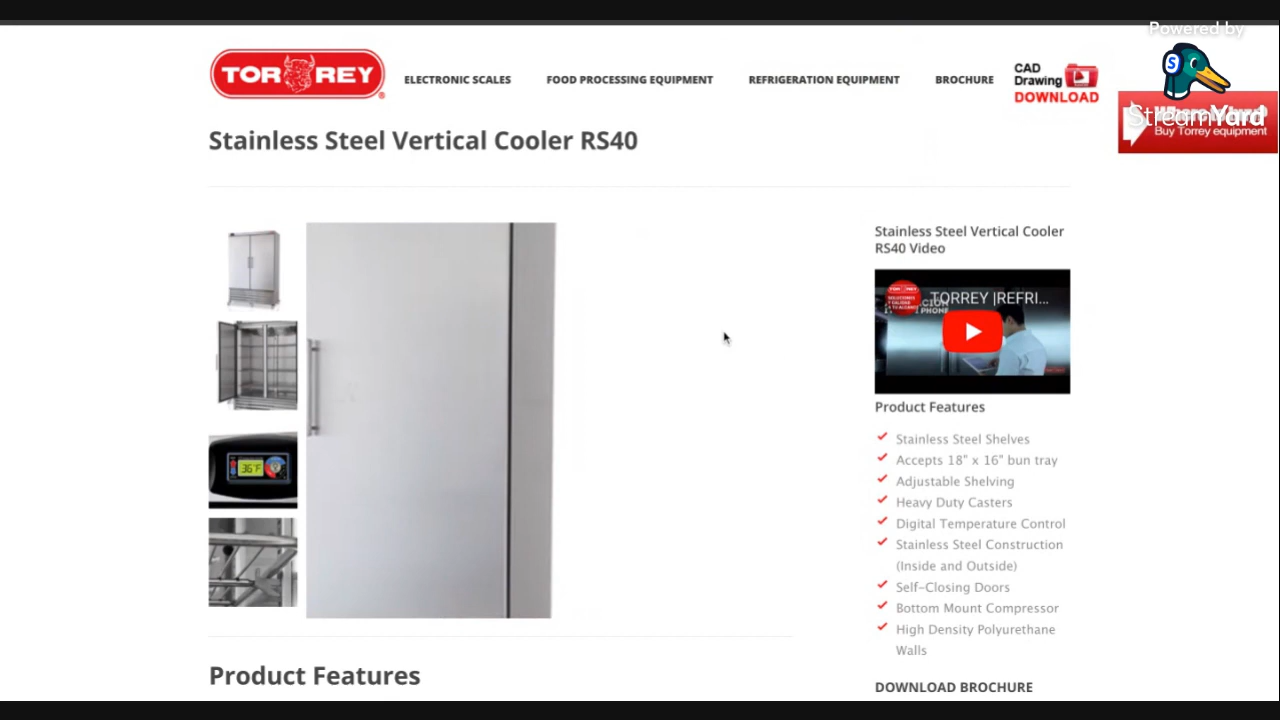 Powered by
TOR REY
®
ELECTRONIC SCALES
FOOD PROCESSING EQUIPMENT
REFRIGERATION EQUIPMENT
BROCHURE
CAD
Drawing
DOWNLOAD
StreamYard
Buy Torrey equipment
Stainless Steel Vertical Cooler RS40
Stainless Steel Vertical Cooler
RS40 Video
TORREY |REFRI...
36°F
Product Features
Stainless Steel Shelves
Accepts 18" x 16" bun tray
Adjustable Shelving
Heavy Duty Casters
Digital Temperature Control
Stainless Steel Construction
(Inside and Outside)
Self-Closing Doors
Bottom Mount Compressor
High Density Polyurethane
Walls
Product Features
DOWNLOAD BROCHURE